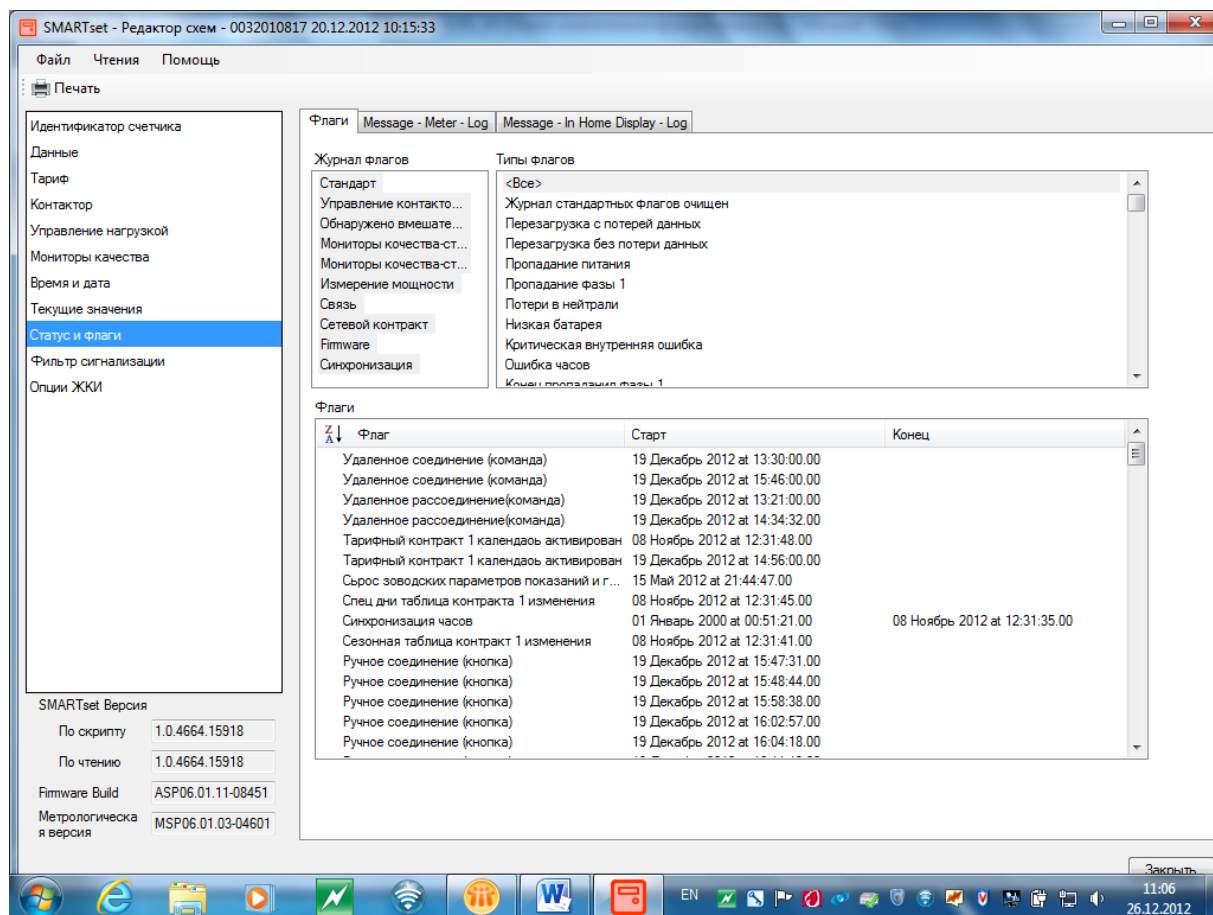 SMARTset - Редактор схем - 0032010817 20.12.2012 10:15:33
Файл Чтения Помощь
Печать
Идентификатор счетчика
Данные
Тариф
Контактор
Управление нагрузкой
Мониторы качества
Время и дата
Текущие значения
Статус и флаги
Фильтр сигнализации
Опции ЖКИ
SMARTset Версия
По скрипту 1.0.4664.15918
По чтению 1.0.4664.15918
Firmware Build ASP06.01.11-08451
Метрологическа
я версия MSP06.01.03-04601
Флаги Message - Meter - Log Message - In Home Display - Log
Журнал флагов
Стандарт
Управление контакто...
Обнаружено вмешате...
Мониторы кочества-ст...
Мониторы кочества-ст...
Измерение мощности
Связь
Сетевой контракт
Firmware
Синхронизация
Типы флагов
<Все>
Журнал стандартных флагов очищен
Перезагрузка с потерей данных
Перезагрузка без потери данных
Пропадание питания
Пропадание фазы 1
Потери в нейтрали
Низкая батарея
Критическая внутренняя ошибка
Ошибка часов
Конец пропадания фазы 1
Флаги
Флаг Старт Конец
Удаленное соединение (команда) 19 Декабрь 2012 at 13:30:00.00
Удаленное соединение (команда) 19 Декабрь 2012 at 15:46:00.00
Удаленное рассоединение(команда) 19 Декабрь 2012 at 13:21:00.00
Удаленное рассоединение(команда) 19 Декабрь 2012 at 14:34:32.00
Тарифный контракт 1 календаоь активирован 08 Ноябрь 2012 at 12:31:48.00
Тарифный контракт 1 календаоь активирован 19 Декабрь 2012 at 14:56:00.00
Сьрос зоводских параметров показаний и г... 15 Май 2012 at 21:44:47.00
Спец дни таблица контракта 1 изменения 08 Ноябрь 2012 at 12:31:45.00
Синхронизация часов 01 Январь 2000 at 00:51:21.00 08 Ноябрь 2012 at 12:31:35.00
Сезонная таблица контракт 1 изменения 08 Ноябрь 2012 at 12:31:41.00
Ручное соединение (кнопка) 19 Декабрь 2012 at 15:47:31.00
Ручное соединение (кнопка) 19 Декабрь 2012 at 15:48:44.00
Ручное соединение (кнопка) 19 Декабрь 2012 at 15:58:38.00
Ручное соединение (кнопка) 19 Декабрь 2012 at 16:02:57.00
Ручное соединение (кнопка) 19 Декабрь 2012 at 16:04:18.00
Закрыть
EN 11:06
26.12.2012